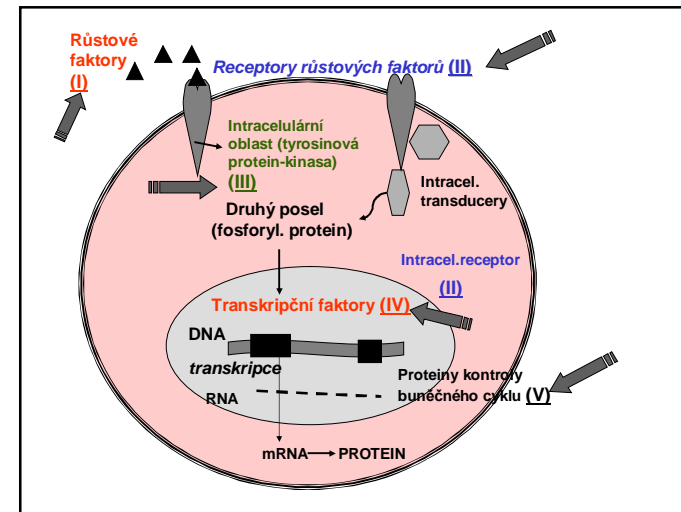 Růstové
faktory
(I)
Receptory růstových faktorů (II)
Intracelulární
oblast (tyrosinová
protein-kinasa)
(III)
Intracel.
transducery
Druhý posel
(fosforyl. protein)
Intracel.receptor
(II)
Transkripční faktory (IV)
DNA
transkripce
Proteiny kontroly
buněčného cyklu (V)
RNA
mRNA PROTEIN